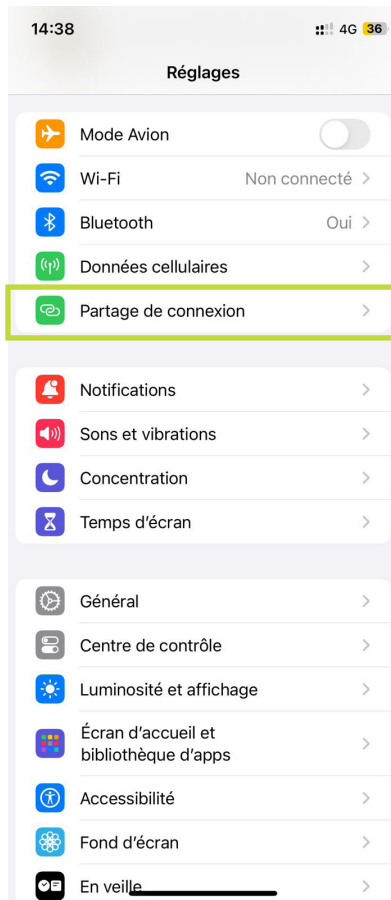 14:38 4G 36
Réglages
Mode Avion
Wi-Fi Non connecté
Bluetooth Oui
Données cellulaires
Partage de connexion
Notifications
Sons et vibrations
Concentration
Temps d'écran
Général
Centre de contrôle
Luminosité et affichage
Écran d'accueil et
bibliothèque d'apps
Accessibilité
Fond d'écran
En veille